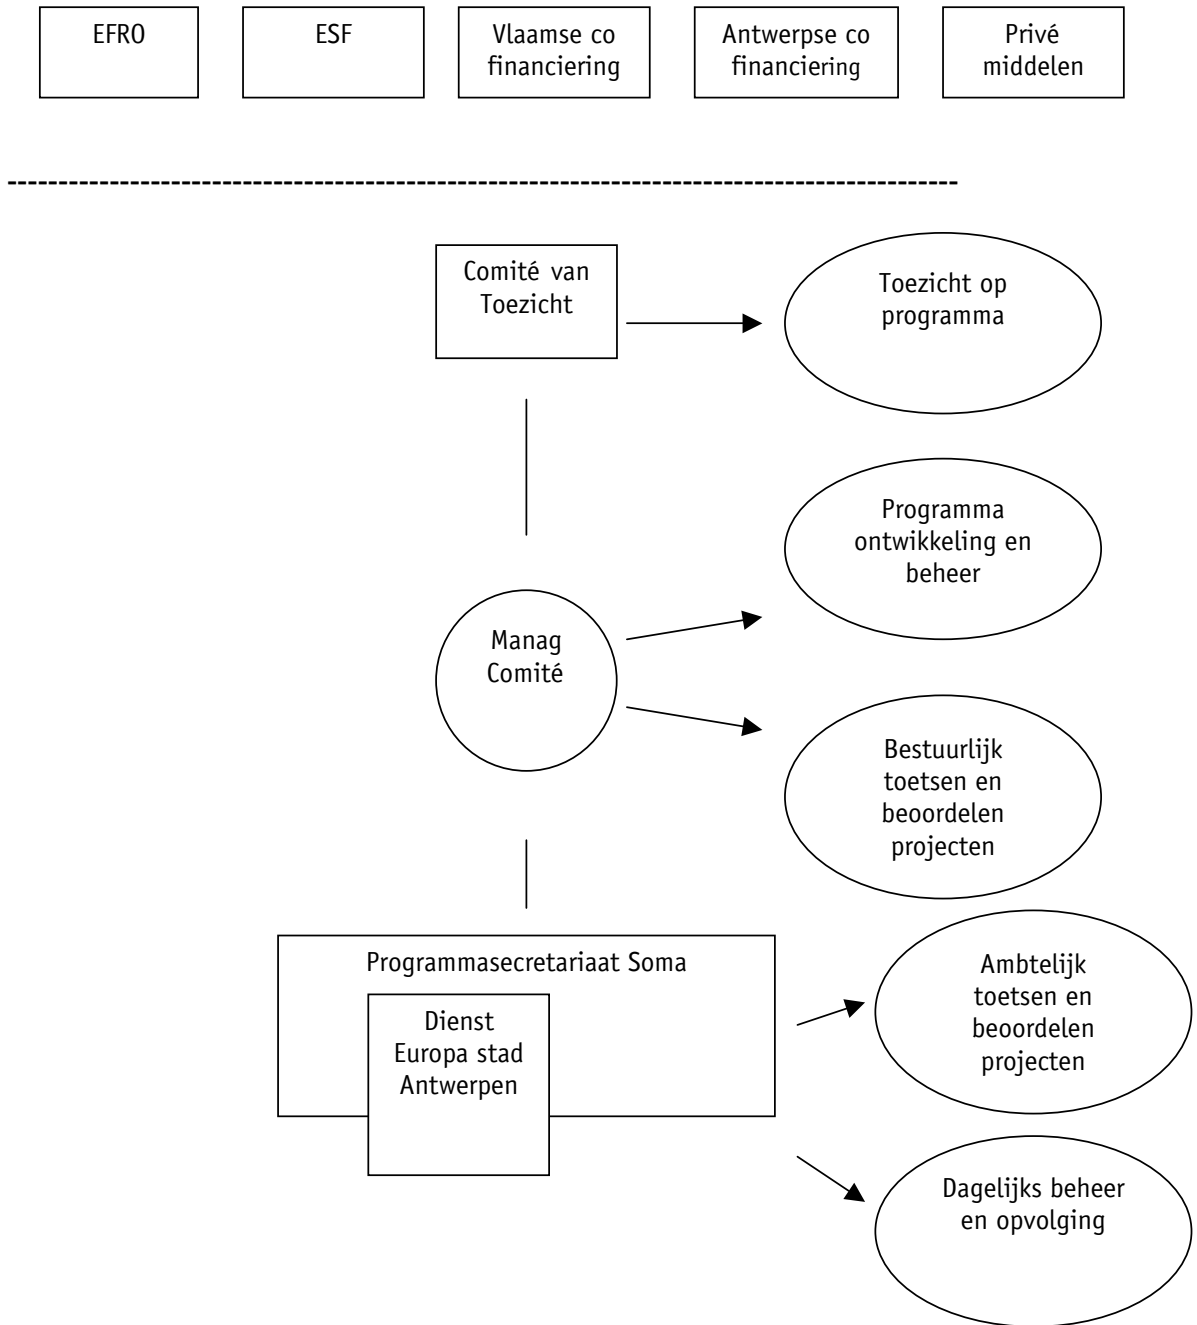 EFRO
ESF
Vlaamse co
financiering
Antwerpse co
financiering
Privé
middelen
Comité van
Toezicht
Toezicht op
programma
Programma
ontwikkeling en
beheer
Manag
Comité
Bestuurlijk
toetsen en
beoordelen
projecten
Programmasecretariaat Soma
Dienst
Europa stad
Antwerpen
Ambtelijk
toetsen en
beoordelen
projecten
Dagelijks beheer
en opvolging